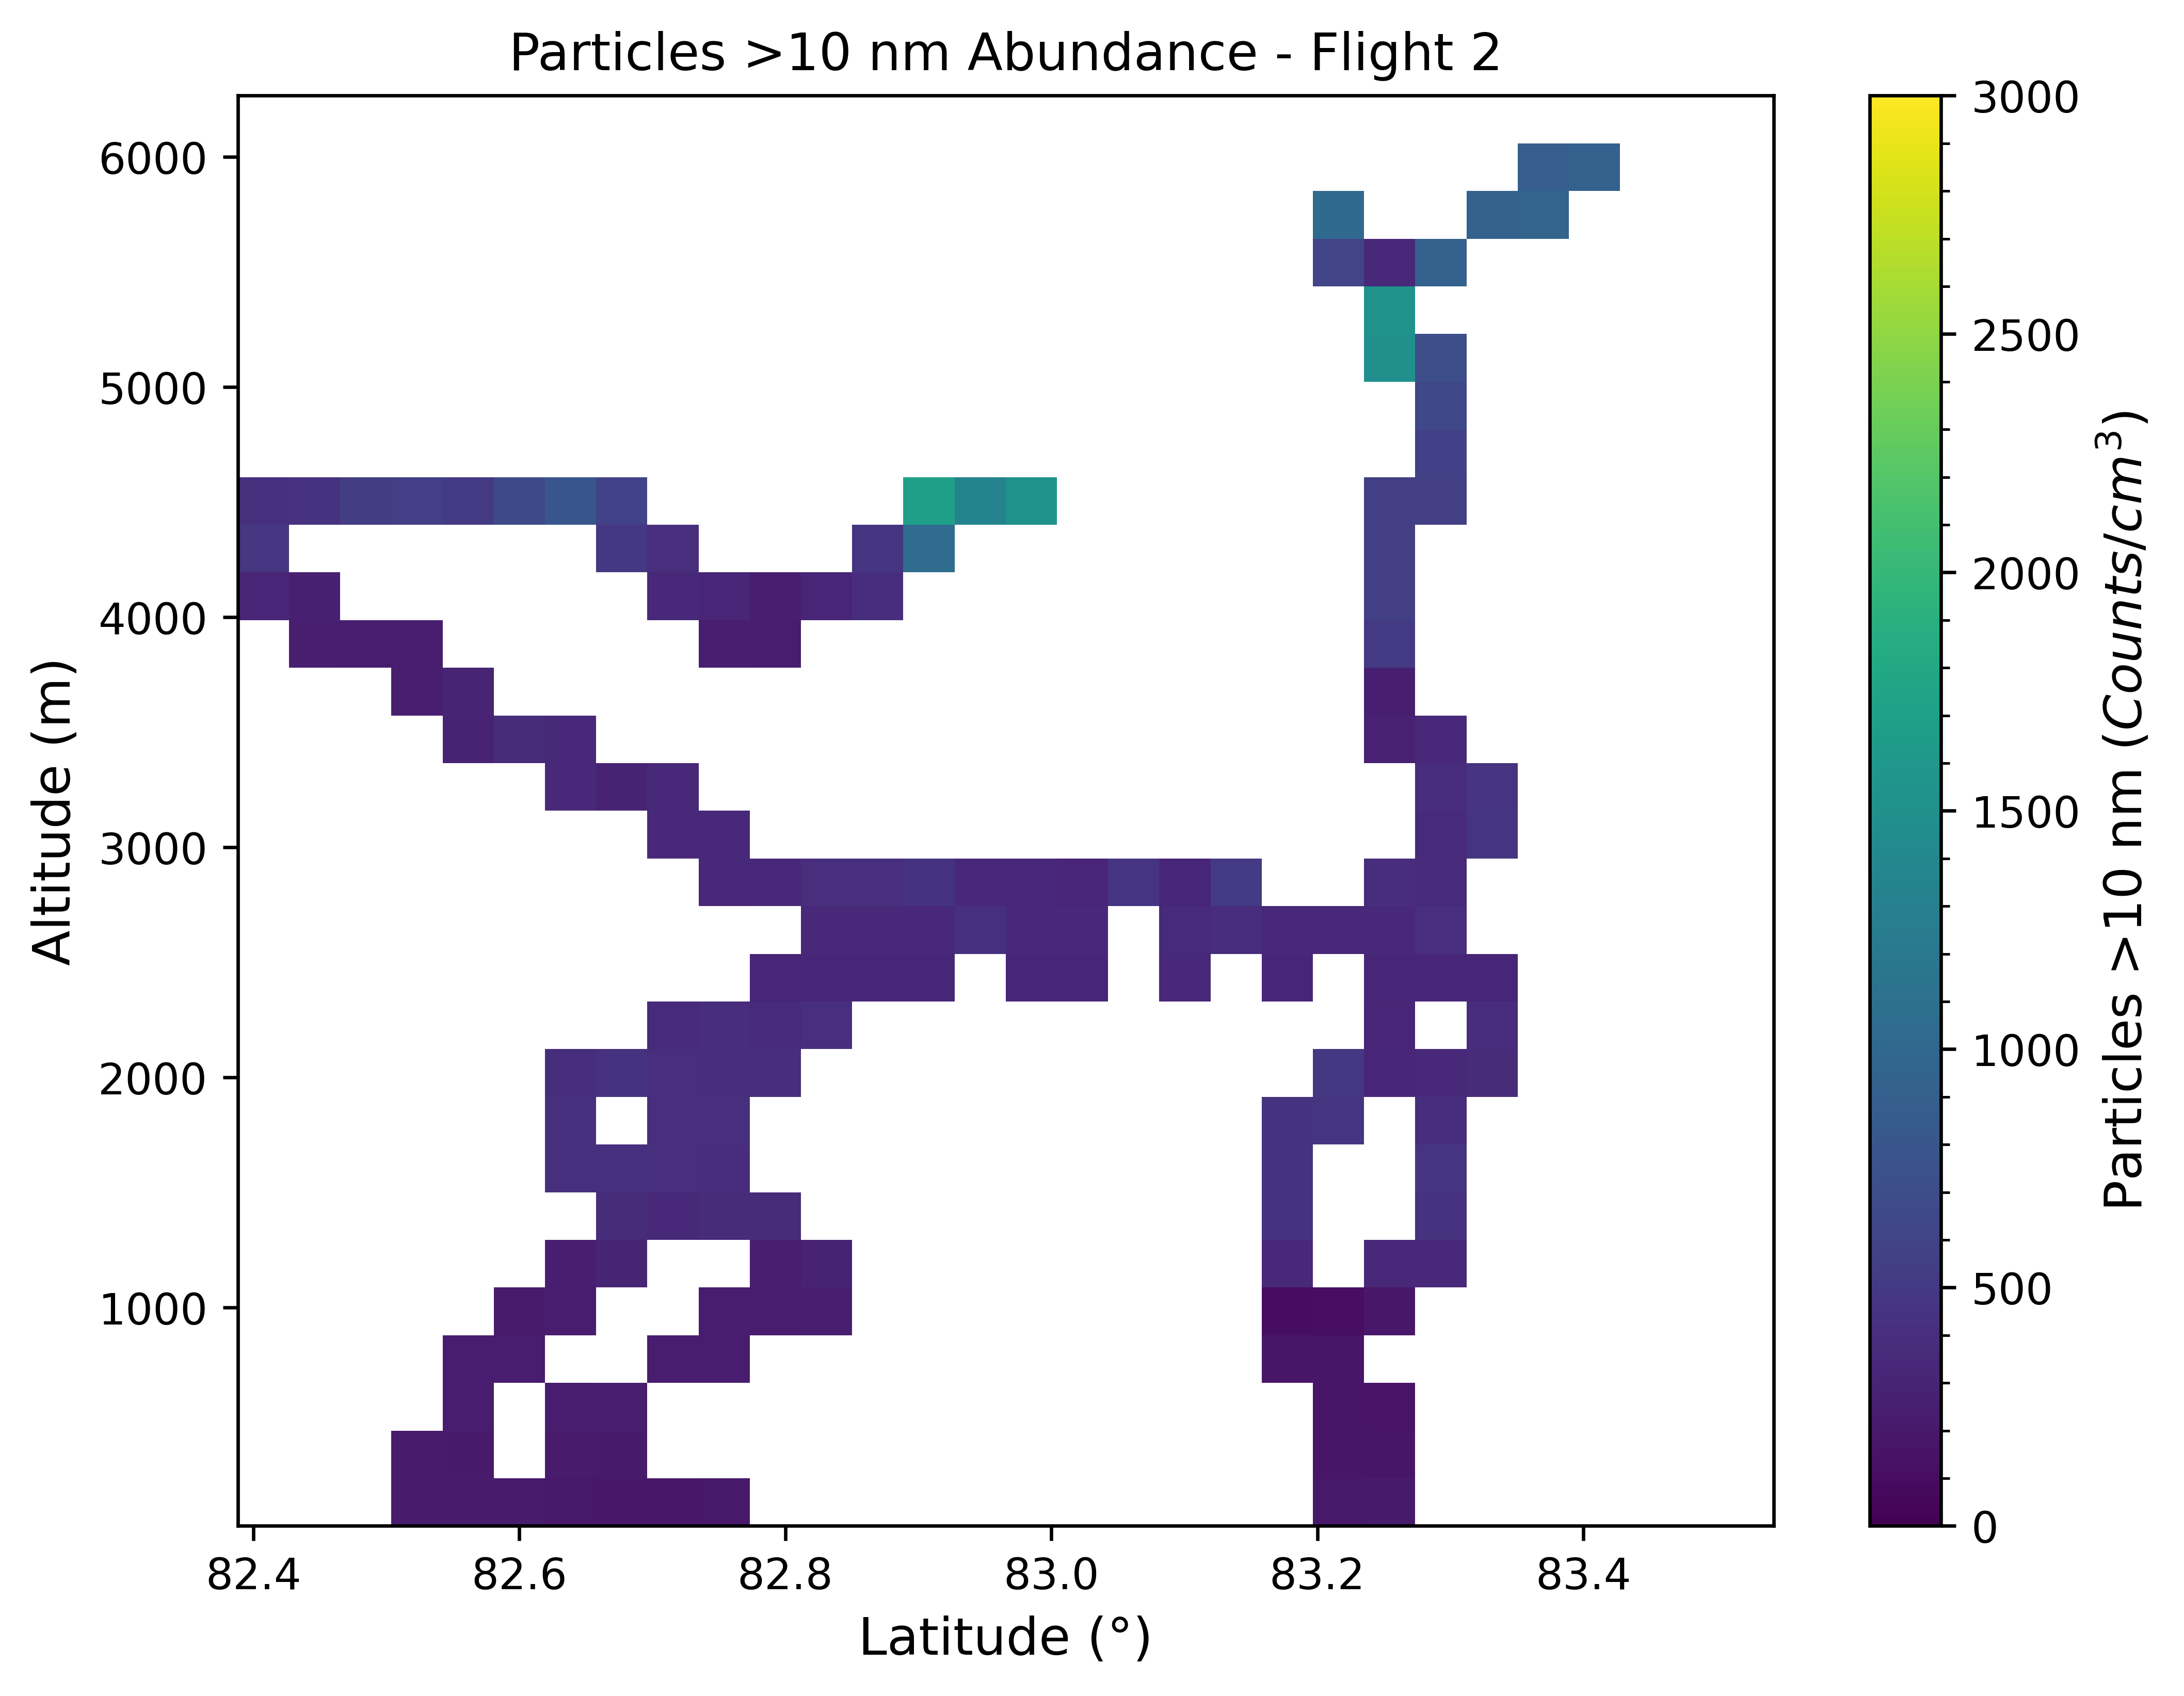 Particles >10 nm Abundance - Flight 2
6000
5000
4000
3000
2000
1000
Altitude (m)
82.4 82.6 82.8 83.0 83.2 83.4
Latitude (°)
3000
2500
2000
1500
1000
500
0
Particles >10 nm (Counts/cm³)